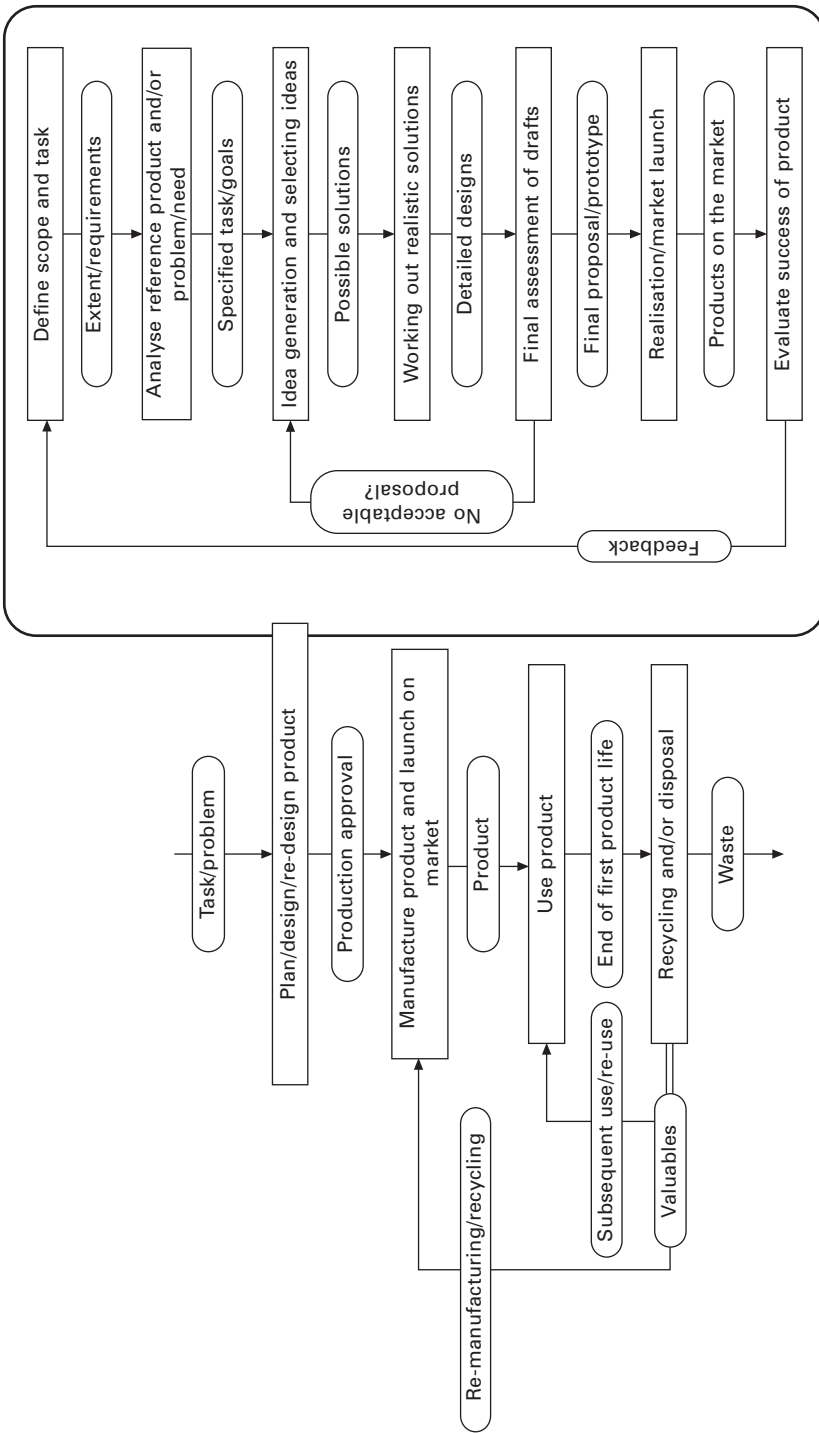 Task/problem
Plan/design/re-design product
Production approval
Manufacture product and launch on
market
Product
Use product
End of first product life
Recycling and/or disposal
Waste
Re-manufacturing/recycling
Subsequent use/re-use
Valuables
Define scope and task
Extent/requirements
Analyse reference product and/or
problem/need
Specified task/goals
Idea generation and selecting ideas
Possible solutions
Working out realistic solutions
Detailed designs
Final assessment of drafts
Final proposal/prototype
Realisation/market launch
Products on the market
Evaluate success of product
No acceptable
proposal?
Feedback